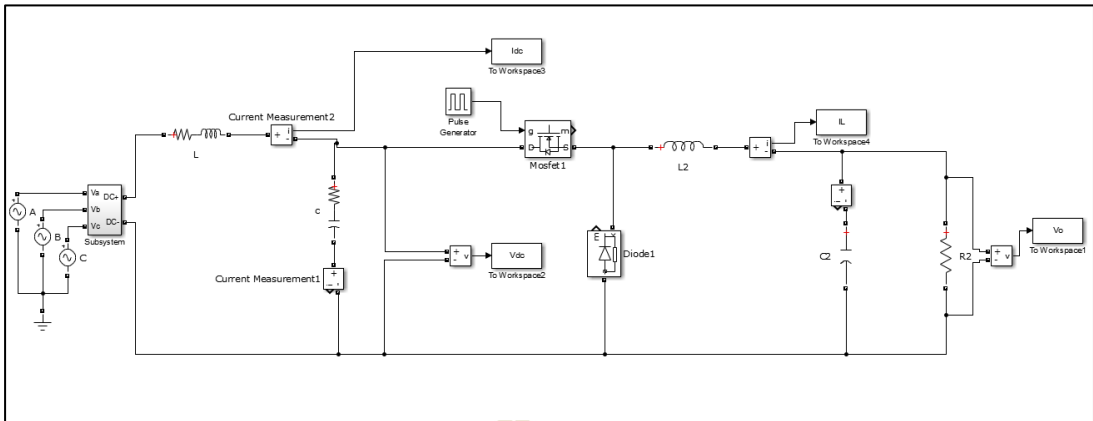 Idc
To Workspace3
Current Measurement2
i
+
-
L
Pulse
Generator
g
m
D
S
Mosfet1
L2
+
i
-
IL
To Workspace4
A
B
C
Va
Vb
Vc
DC+
DC-
Subsystem
c
Current Measurement1
+
-
i
+
-
v
Vdc
To Workspace2
E
Diode1
+
-
i
C2
R2
+
-
v
Vo
To Workspace1